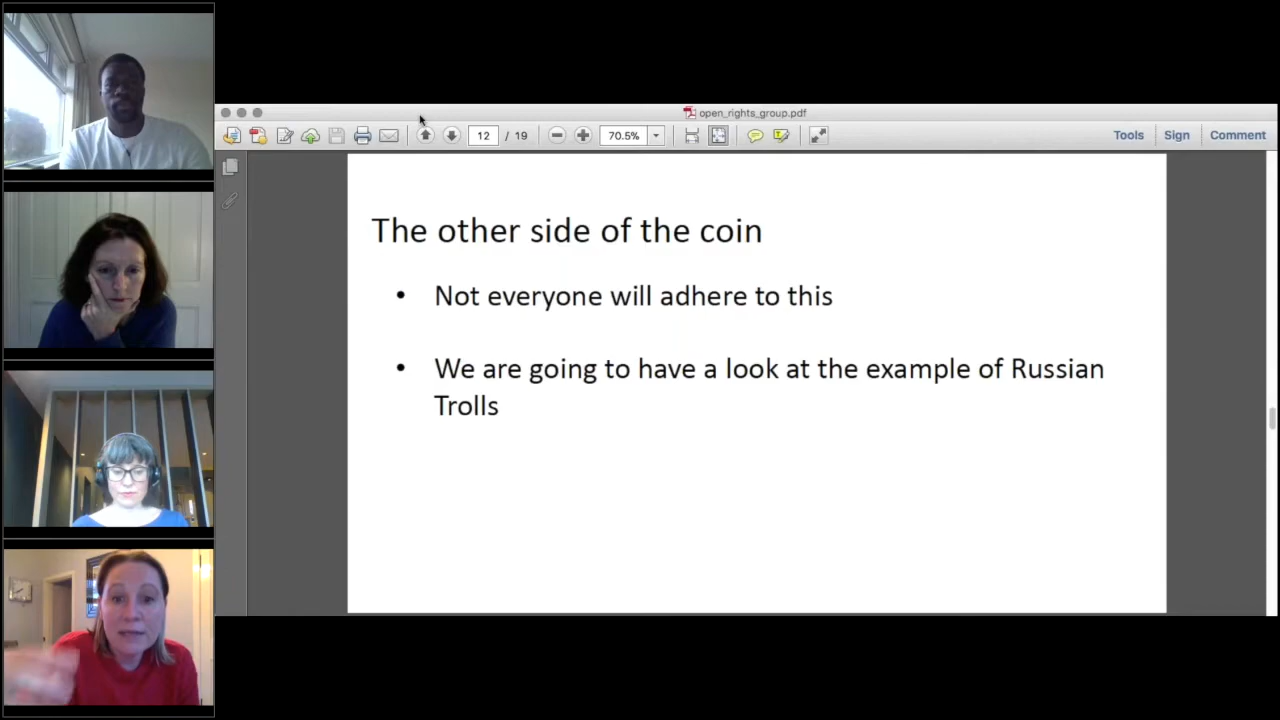 open_rights_group.pdf
12 / 19
70.5%
Tools
Sign
Comment
The other side of the coin
• Not everyone will adhere to this
• We are going to have a look at the example of Russian
Trolls